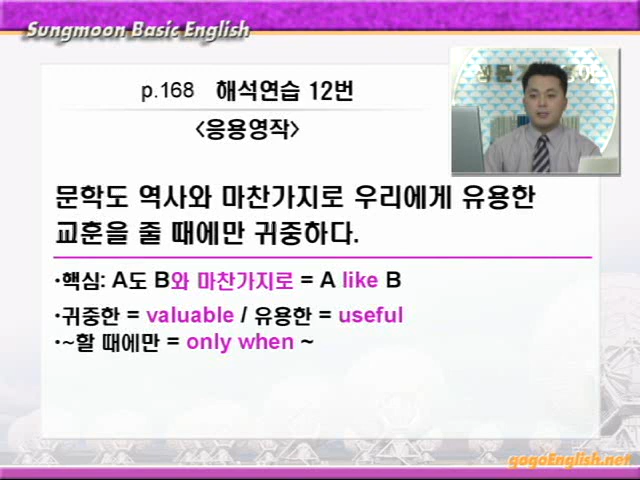 Sungmoon Basic English
p.168 해석연습 12번
<응용영작>
문학도 역사와 마찬가지로 우리에게 유용한
교훈을 줄 때에만 귀중하다.
·핵심: A도 B와 마찬가지로 = A like B
·귀중한 = valuable / 유용한 = useful
·~할 때에만 = only when ~
gogoEnglish.net